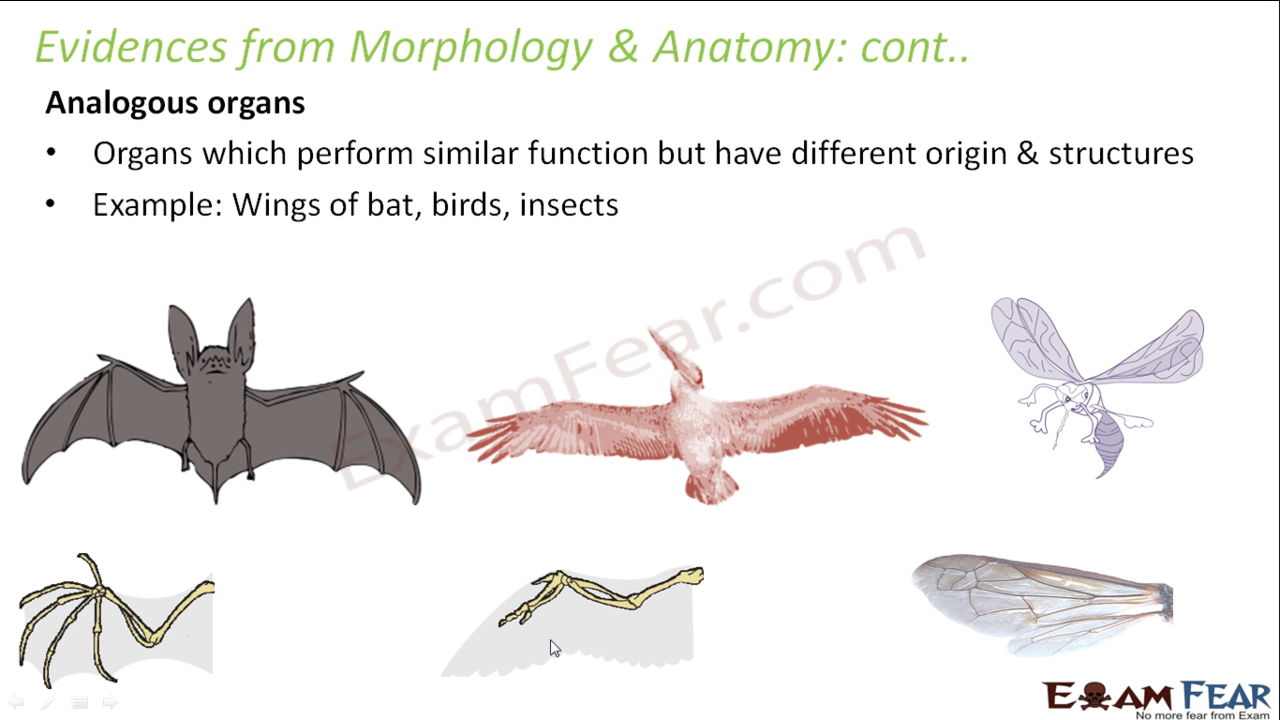 Evidences from Morphology & Anatomy: cont..
Analogous organs
• Organs which perform similar function but have different origin & structures
• Example: Wings of bat, birds, insects
ExamFear.com
EXAM FEAR
No more fear from Exam